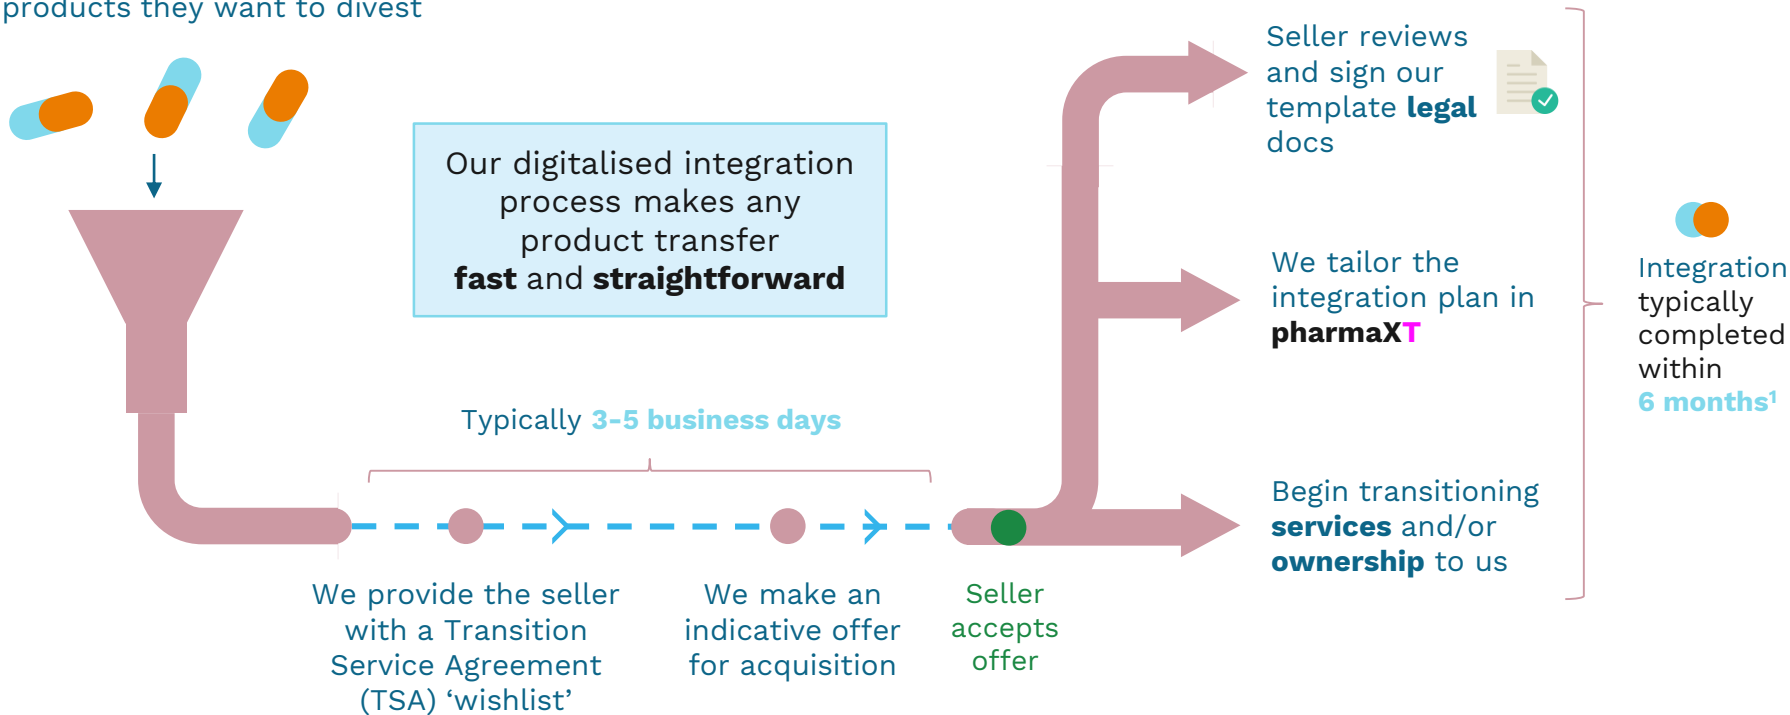 products they want to divest
Our digitalised integration
process makes any
product transfer
fast and straightforward
Typically 3-5 business days
We provide the seller
with a Transition
Service Agreement
(TSA) ‘wishlist’
We make an
indicative offer
for acquisition
Seller
accepts
offer
Seller reviews
and sign our
template legal
docs
We tailor the
integration plan in
pharmaXT
Begin transitioning
services and/or
ownership to us
Integration
typically
completed
within
6 months¹